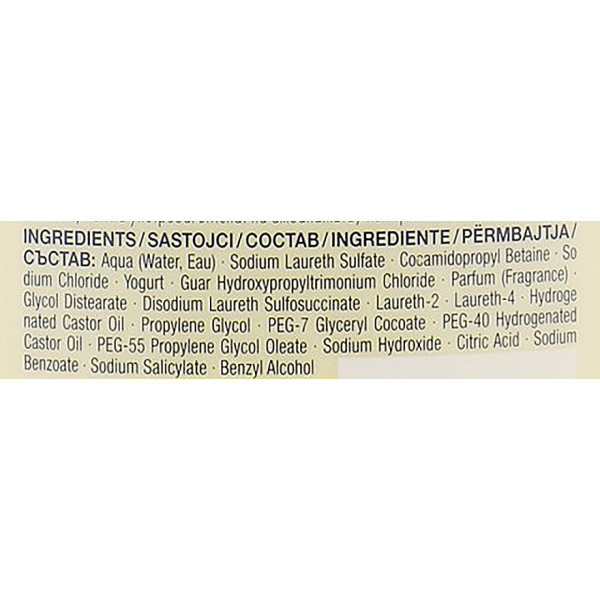 INGREDIENTS/SASTOJCI/СОСТАВ/INGREDIENTE/PËRMBAJTJA/
СЪСТАВ: Aqua (Water, Eau) · Sodium Laureth Sulfate · Cocamidopropyl Betaine · So
dium Chloride · Yogurt · Guar Hydroxypropyltrimonium Chloride · Parfum (Fragrance) ·
Glycol Distearate · Disodium Laureth Sulfosuccinate · Laureth-2 · Laureth-4 · Hydroge
nated Castor Oil · Propylene Glycol · PEG-7 Glyceryl Cocoate · PEG-40 Hydrogenated
Castor Oil · PEG-55 Propylene Glycol Oleate · Sodium Hydroxide · Citric Acid · Sodium
Benzoate · Sodium Salicylate · Benzyl Alcohol